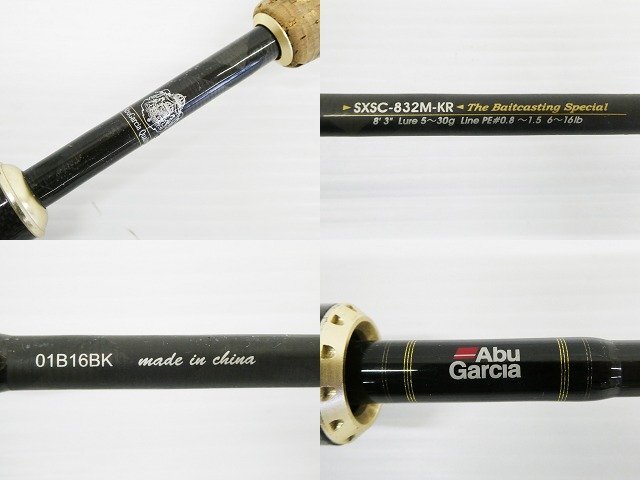 ▸ SXSC-832M-KR ◂ The Baitcasting Special
8' 3" Lure 5～30g Line PE#0.8 ～1.5 6～16lb
01B16BK made in china
Abu
Garcia